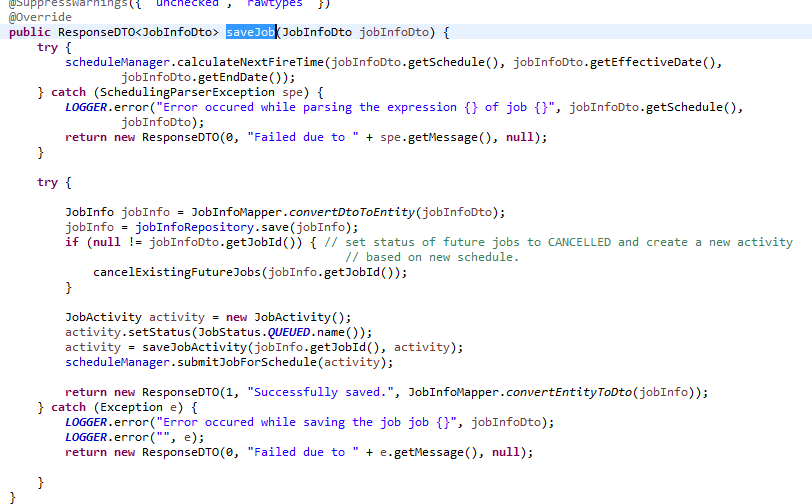 @SuppressWarnings({ "unchecked", "rawtypes" })
@Override
public ResponseDTO<JobInfoDto> saveJob(JobInfoDto jobInfoDto) {
try {
scheduleManager.calculateNextFireTime(jobInfoDto.getSchedule(), jobInfoDto.getEffectiveDate(),
jobInfoDto.getEndDate());
} catch (SchedulingParserException spe) {
LOGGER.error("Error occured while parsing the expression {} of job {}", jobInfoDto.getSchedule(),
jobInfoDto);
return new ResponseDTO(0, "Failed due to " + spe.getMessage(), null);
}
try {
JobInfo jobInfo = JobInfoMapper.convertDtoToEntity(jobInfoDto);
jobInfo = jobInfoRepository.save(jobInfo);
if (null != jobInfoDto.getJobId()) { // set status of future jobs to CANCELLED and create a new activity
// based on new schedule.
cancelExistingFutureJobs(jobInfo.getJobId());
}
JobActivity activity = new JobActivity();
activity.setStatus(JobStatus.QUEUED.name());
activity = saveJobActivity(jobInfo.getJobId(), activity);
scheduleManager.submitJobForSchedule(activity);
return new ResponseDTO(1, "Successfully saved.", JobInfoMapper.convertEntityToDto(jobInfo));
} catch (Exception e) {
LOGGER.error("Error occured while saving the job job {}", jobInfoDto);
LOGGER.error("", e);
return new ResponseDTO(0, "Failed due to " + e.getMessage(), null);
}
}